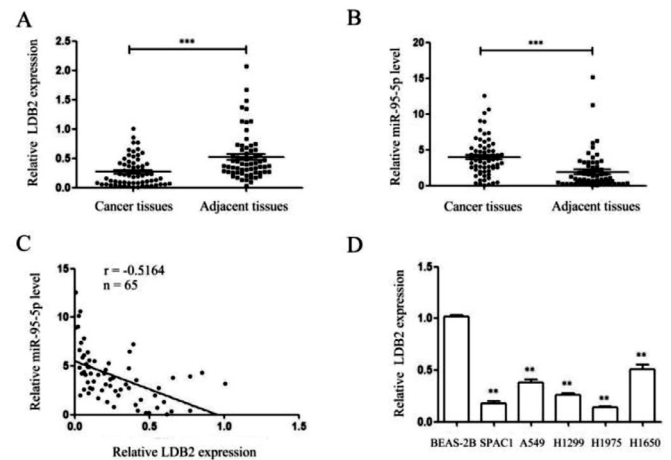 A
***
Relative LDB2 expression
2.5
2.0
1.5
1.0
0.5
0.0
Cancer tissues Adjacent tissues
B
***
Relative miR-95-5p level
20
15
10
5
0
Cancer tissues Adjacent tissues
C
r = -0.5164
n = 65
Relative miR-95-5p level
15
10
5
0
0.0 0.5 1.0 1.5
Relative LDB2 expression
D
Relative LDB2 expression
1.5
1.0
0.5
0.0
** ** ** ** **
BEAS-2B SPAC1 A549 H1299 H1975 H1650